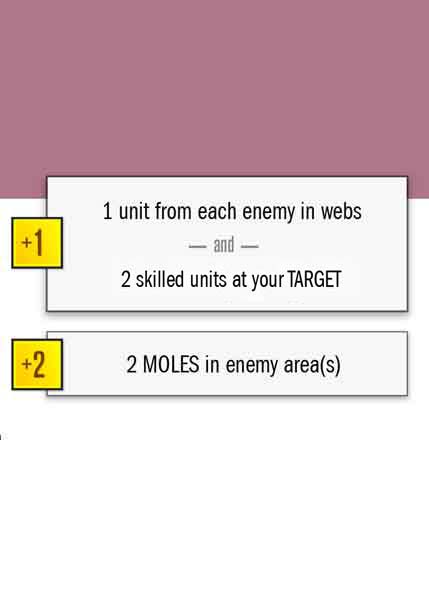 +1
1 unit from each enemy in webs
— and —
2 skilled units at your TARGET
+2
2 MOLES in enemy area(s)